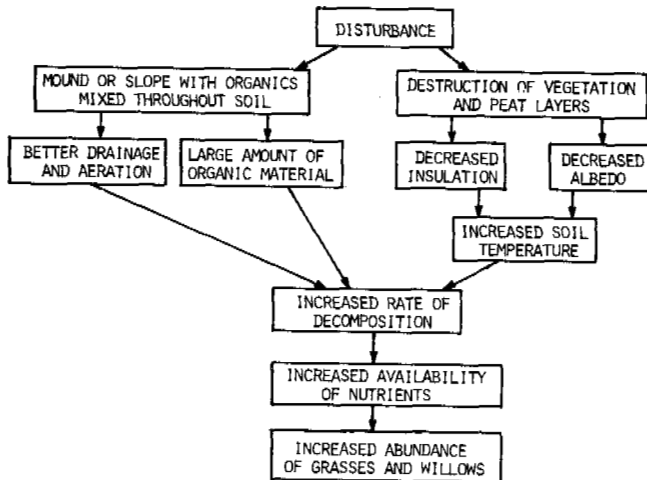 DISTURBANCE
MOUND OR SLOPE WITH ORGANICS
MIXED THROUGHOUT SOIL
DESTRUCTION OF VEGETATION
AND PEAT LAYERS
BETTER DRAINAGE
AND AERATION
LARGE AMOUNT OF
ORGANIC MATERIAL
DECREASED
INSULATION
DECREASED
ALBEDO
INCREASED SOIL
TEMPERATURE
INCREASED RATE OF
DECOMPOSITION
INCREASED AVAILABILITY
OF NUTRIENTS
INCREASED ABUNDANCE
OF GRASSES AND WILLOWS